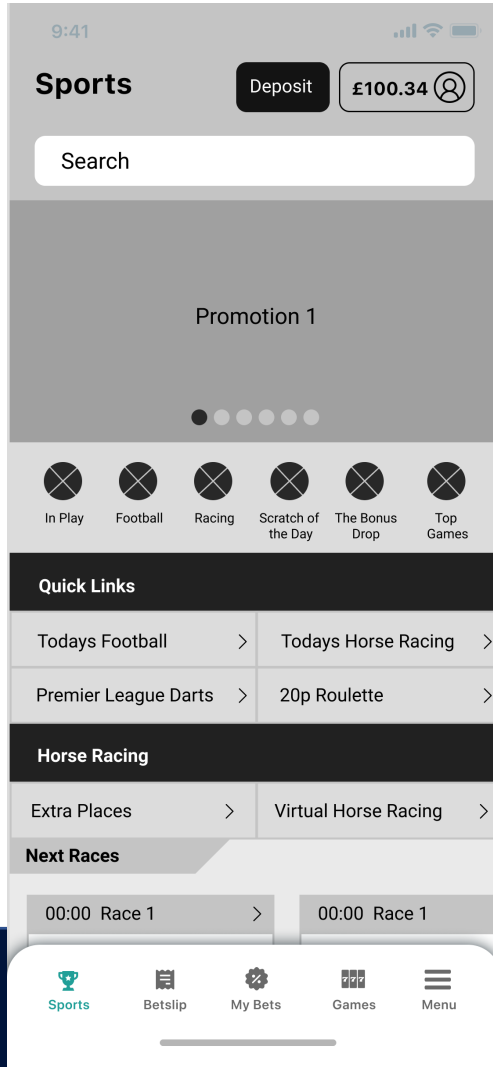 9:41
Sports
Deposit
£100.34
Search
Promotion 1
In Play
Football
Racing
Scratch of
the Day
The Bonus
Drop
Top
Games
Quick Links
Todays Football
Todays Horse Racing
Premier League Darts
20p Roulette
Horse Racing
Extra Places
Virtual Horse Racing
Next Races
00:00 Race 1
00:00 Race 1
777
Sports
Betslip
My Bets
Games
Menu